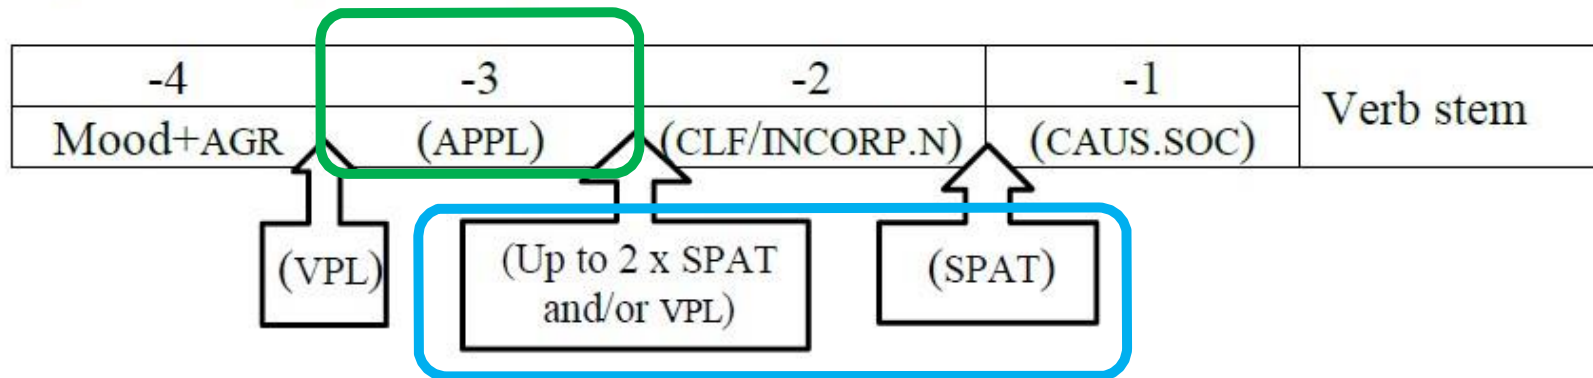 -4 -3 -2 -1 Verb stem
Mood+AGR (APPL) (CLF/INCORP.N) (CAUS.SOC)
(VPL)
(Up to 2 x SPAT
and/or VPL)
(SPAT)